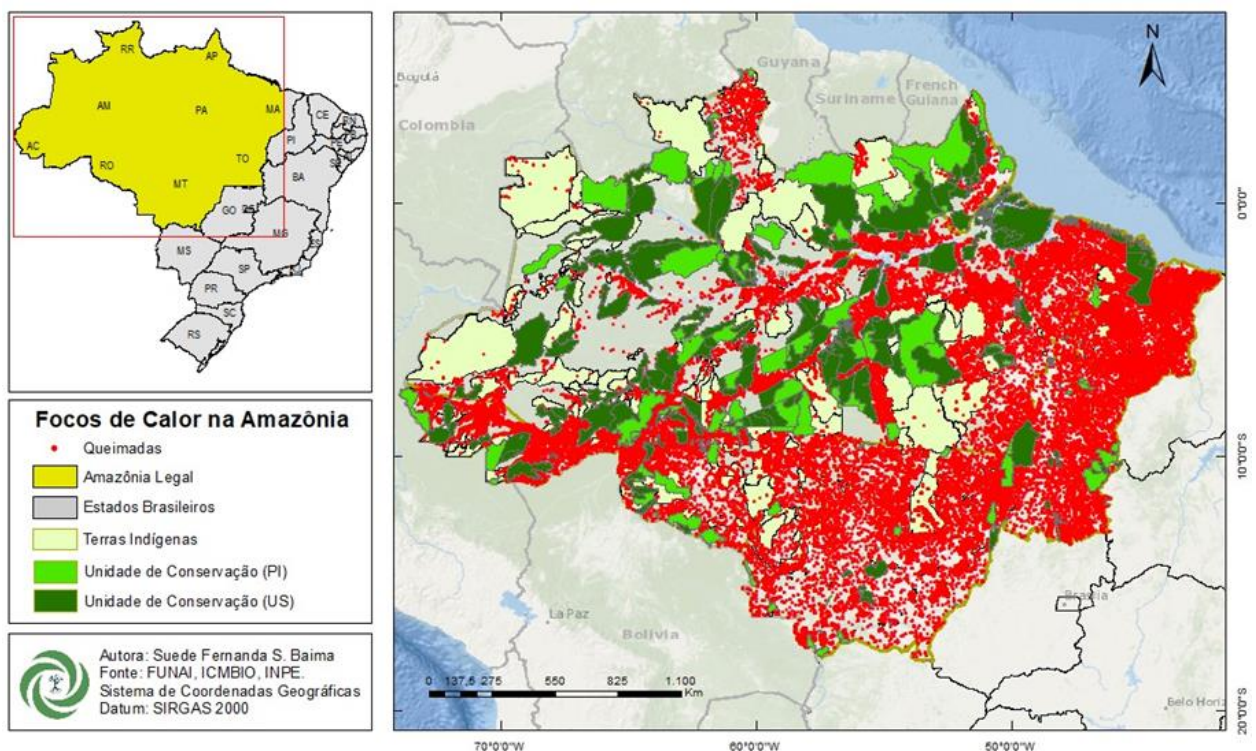 RR
AP
AM
PA
MA
CE
PI
AC
RO
TO
BA
MT
GO
MG
MS
ES
SP
PR
SC
RS
Focos de Calor na Amazônia
Queimadas
Amazônia Legal
Estados Brasileiros
Terras Indígenas
Unidade de Conservação (PI)
Unidade de Conservação (US)
Autora: Suede Fernanda S. Baima
Fonte: FUNAI, ICMBIO, INPE.
Sistema de Coordenadas Geográficas
Datum: SIRGAS 2000
N
Bogotá
Guyana
Suriname
French
Guiana
Colombia
0°0'0"
10°0'0"S
La Paz
Bolivia
Brasília
0 137,5 275 550 825 1.100
Km
Belo Horiz
20°0'0"S
70°0'0"W
60°0'0"W
50°0'0"W